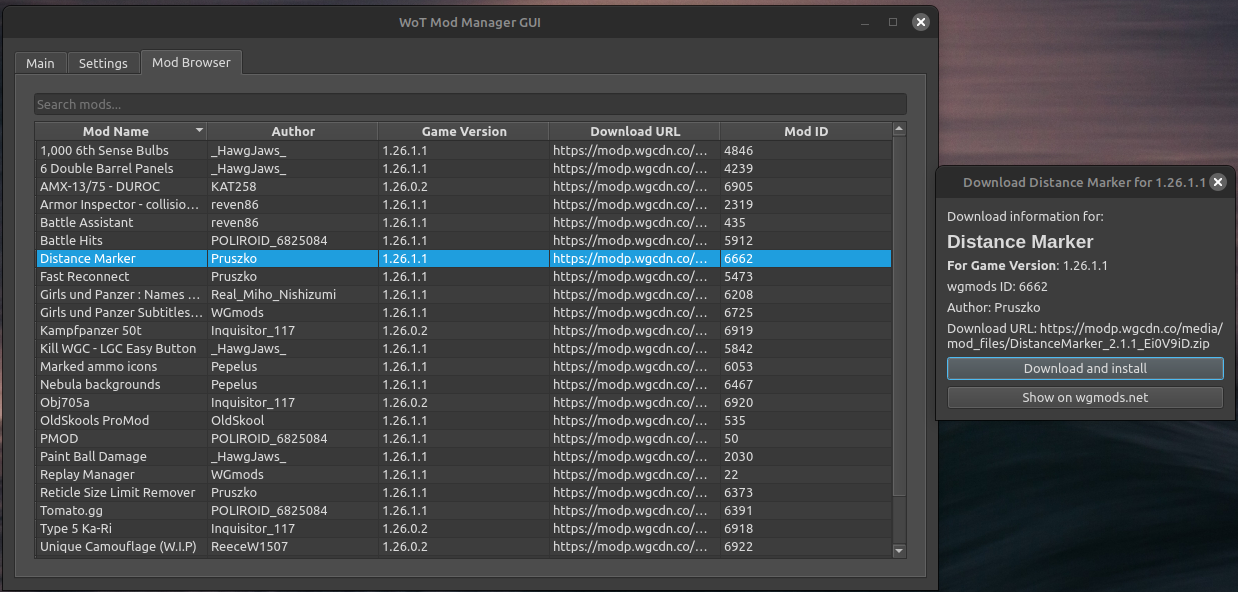 WoT Mod Manager GUI
Main Settings Mod Browser
Search mods...
Mod Name Author Game Version Download URL Mod ID
1,000 6th Sense Bulbs _HawgJaws_ 1.26.1.1 https://modp.wgcdn.co/... 4846
6 Double Barrel Panels _HawgJaws_ 1.26.1.1 https://modp.wgcdn.co/... 4239
AMX-13/75 - DUROC KAT258 1.26.0.2 https://modp.wgcdn.co/... 6905
Armor Inspector - collisio... reven86 1.26.1.1 https://modp.wgcdn.co/... 2319
Battle Assistant reven86 1.26.1.1 https://modp.wgcdn.co/... 435
Battle Hits POLIROID_6825084 1.26.1.1 https://modp.wgcdn.co/... 5912
Distance Marker Pruszko 1.26.1.1 https://modp.wgcdn.co/... 6662
Fast Reconnect Pruszko 1.26.1.1 https://modp.wgcdn.co/... 5473
Girls und Panzer : Names ... Real_Miho_Nishizumi 1.26.1.1 https://modp.wgcdn.co/... 6208
Girls und Panzer Subtitles... WGmods 1.26.1.1 https://modp.wgcdn.co/... 6725
Kampfpanzer 50t Inquisitor_117 1.26.0.2 https://modp.wgcdn.co/... 6919
Kill WGC - LGC Easy Button _HawgJaws_ 1.26.1.1 https://modp.wgcdn.co/... 5842
Marked ammo icons Pepelus 1.26.1.1 https://modp.wgcdn.co/... 6053
Nebula backgrounds Pepelus 1.26.1.1 https://modp.wgcdn.co/... 6467
Obj705a Inquisitor_117 1.26.0.2 https://modp.wgcdn.co/... 6920
OldSkools ProMod OldSkool 1.26.1.1 https://modp.wgcdn.co/... 535
PMOD POLIROID_6825084 1.26.1.1 https://modp.wgcdn.co/... 50
Paint Ball Damage _HawgJaws_ 1.26.1.1 https://modp.wgcdn.co/... 2030
Replay Manager WGmods 1.26.1.1 https://modp.wgcdn.co/... 22
Reticle Size Limit Remover Pruszko 1.26.1.1 https://modp.wgcdn.co/... 6373
Tomato.gg POLIROID_6825084 1.26.1.1 https://modp.wgcdn.co/... 6391
Type 5 Ka-Ri Inquisitor_117 1.26.0.2 https://modp.wgcdn.co/... 6918
Unique Camouflage (W.I.P) ReeceW1507 1.26.0.2 https://modp.wgcdn.co/... 6922
Download Distance Marker for 1.26.1.1
Download information for:
Distance Marker
For Game Version: 1.26.1.1
wgmods ID: 6662
Author: Pruszko
Download URL: https://modp.wgcdn.co/media/
mod_files/DistanceMarker_2.1.1_Ei0V9iD.zip
Download and install
Show on wgmods.net